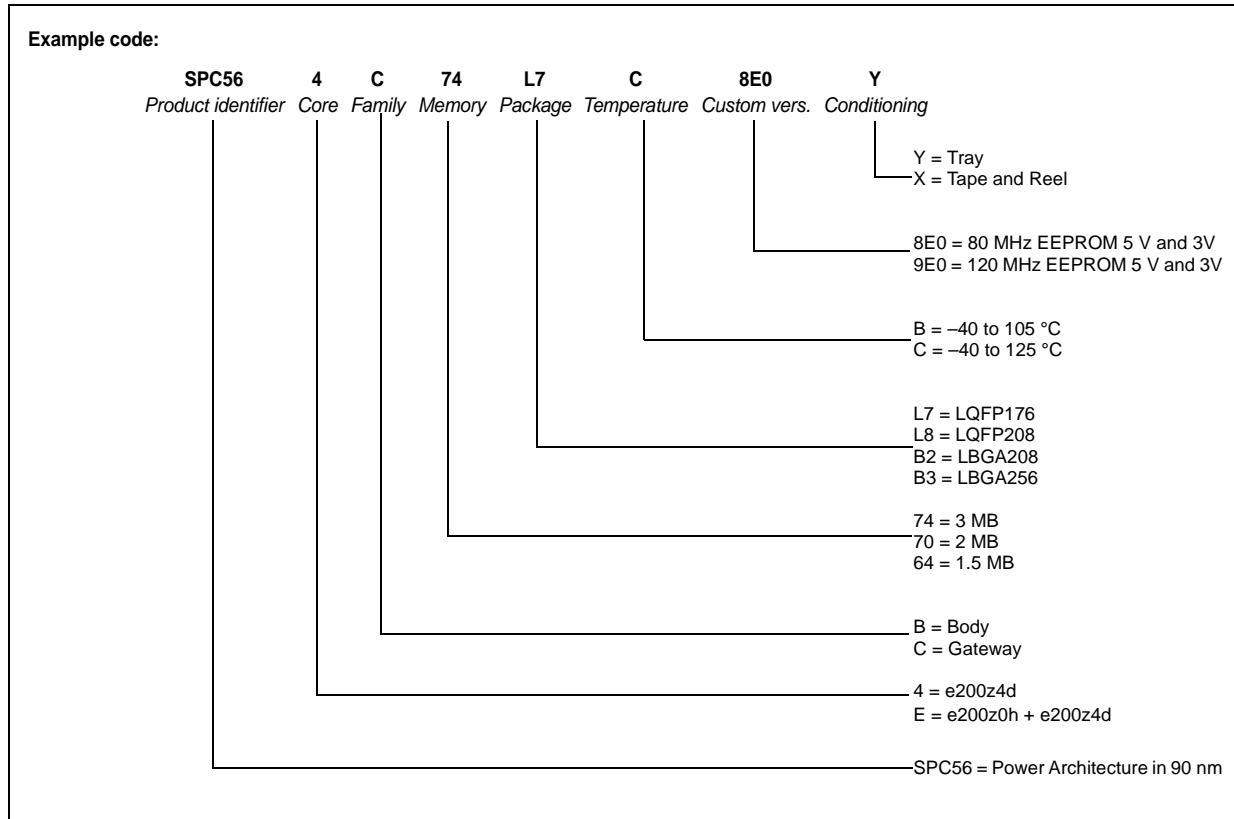 Example code:
SPC56 4 C 74 L7 C 8E0 Y
Product identifier Core Family Memory Package Temperature Custom vers. Conditioning
Y = Tray
X = Tape and Reel
8E0 = 80 MHz EEPROM 5 V and 3V
9E0 = 120 MHz EEPROM 5 V and 3V
B = –40 to 105 °C
C = –40 to 125 °C
L7 = LQFP176
L8 = LQFP208
B2 = LBGA208
B3 = LBGA256
74 = 3 MB
70 = 2 MB
64 = 1.5 MB
B = Body
C = Gateway
4 = e200z4d
E = e200z0h + e200z4d
SPC56 = Power Architecture in 90 nm